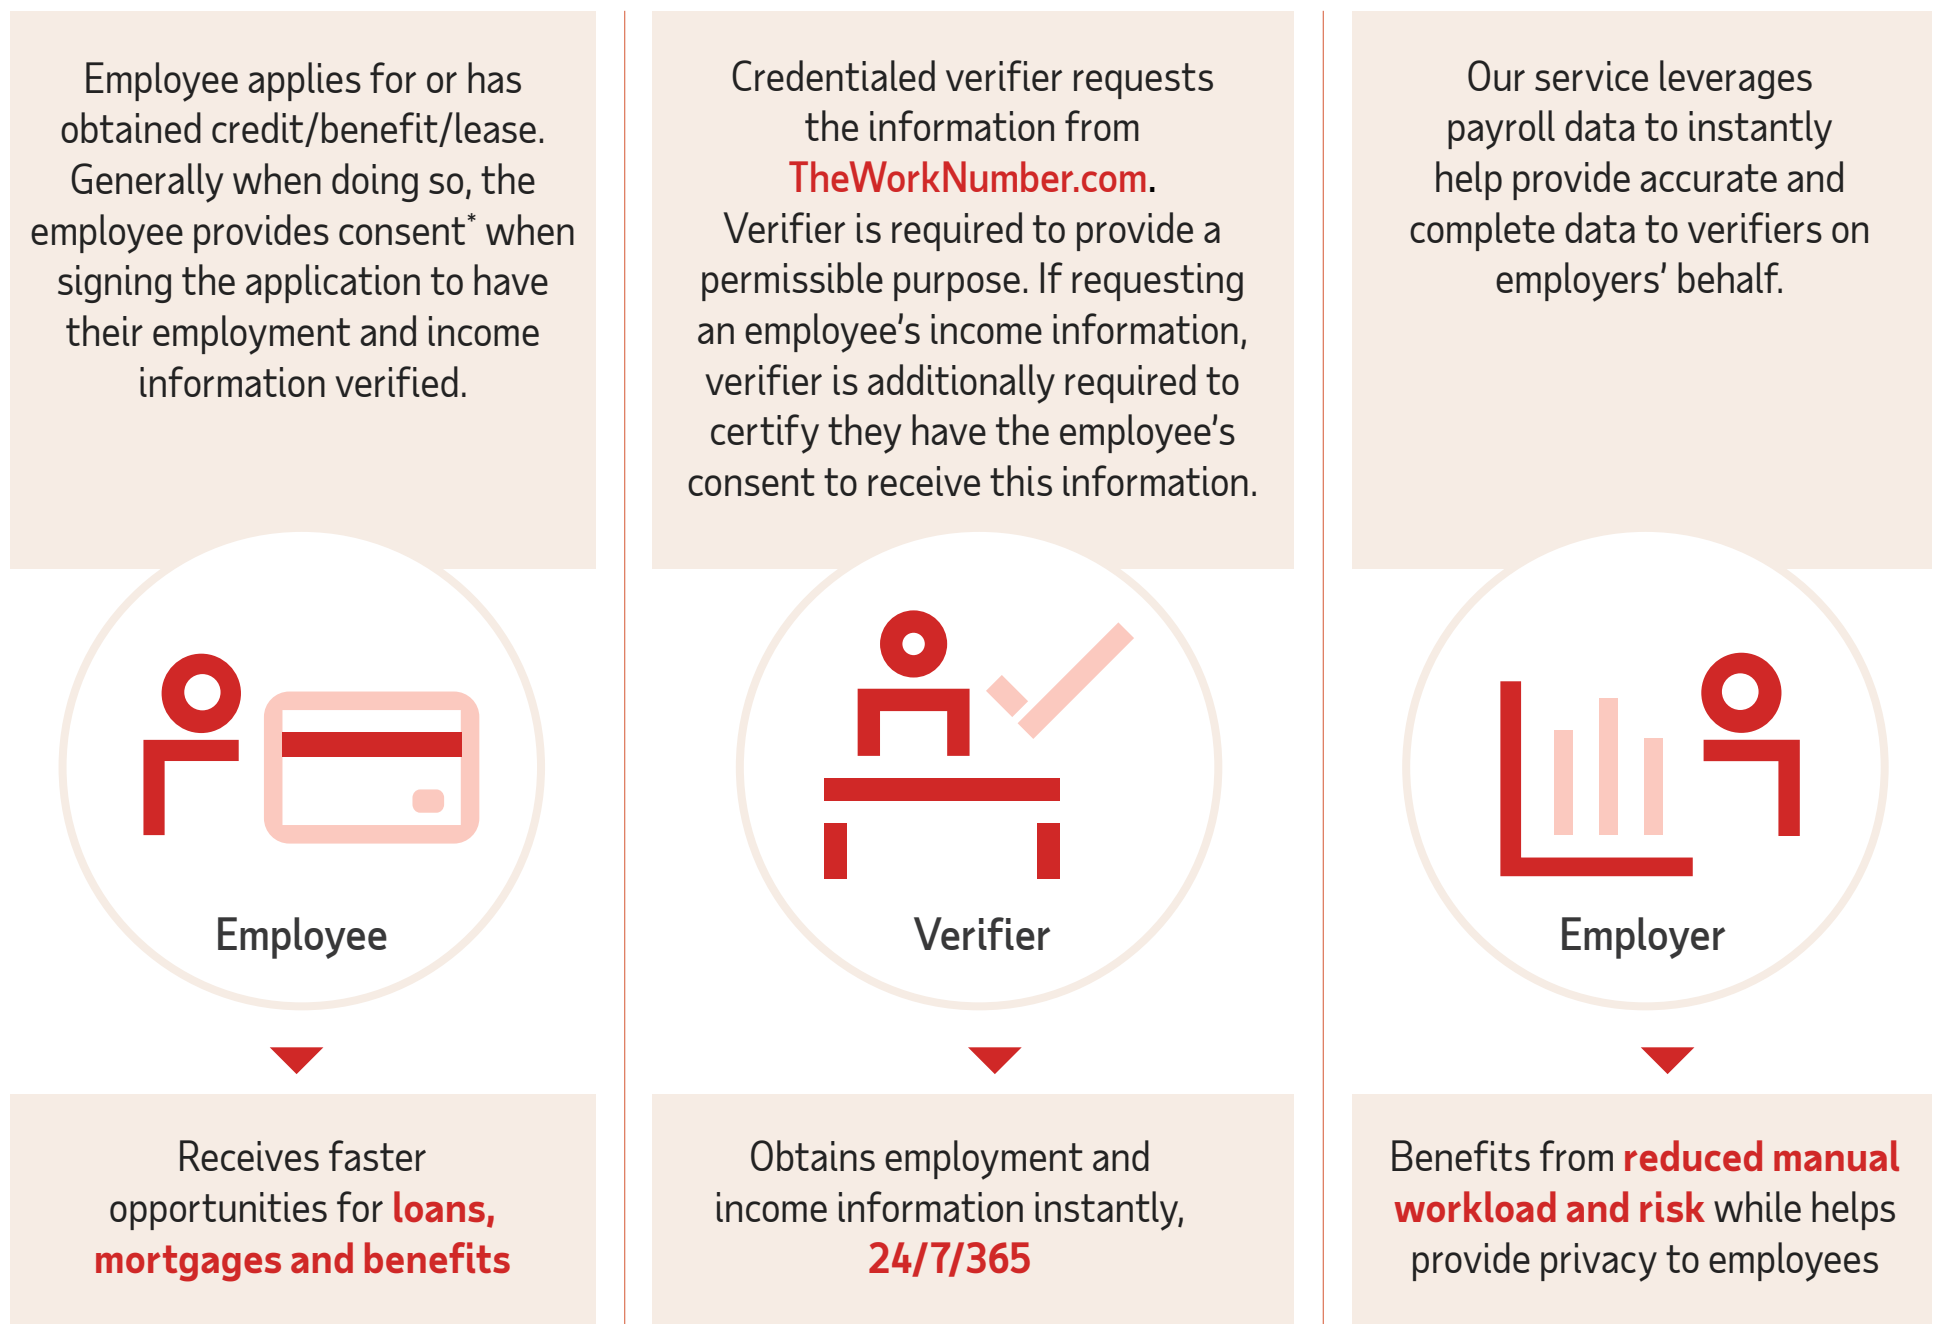 Employee applies for or has
obtained credit/benefit/lease.
Generally when doing so, the
employee provides consent* when
signing the application to have
their employment and income
information verified.
Employee
Receives faster
opportunities for loans,
mortgages and benefits
Credentialed verifier requests
the information from
TheWorkNumber.com.
Verifier is required to provide a
permissible purpose. If requesting
an employee’s income information,
verifier is additionally required to
certify they have the employee’s
consent to receive this information.
Verifier
Obtains employment and
income information instantly,
24/7/365
Our service leverages
payroll data to instantly
help provide accurate and
complete data to verifiers on
employers’ behalf.
Employer
Benefits from reduced manual
workload and risk while helps
provide privacy to employees